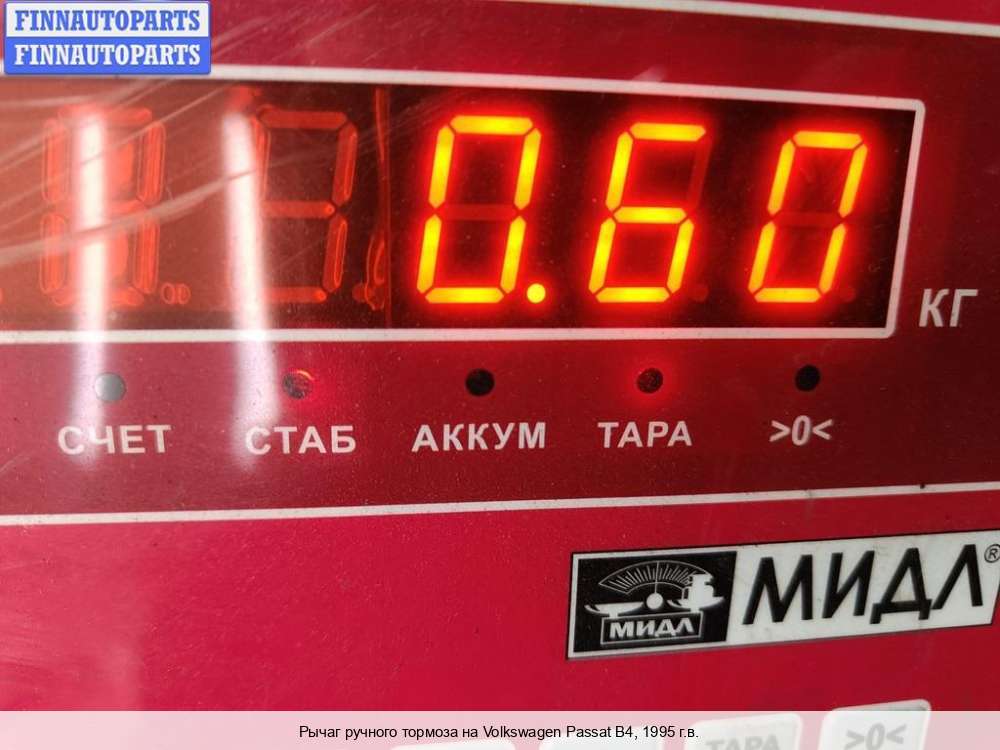 FINNAUTOPARTS
FINNAUTOPARTS
0.60
КГ
СЧЕТ СТАБ АККУМ ТАРА >0<
МИДЛ МИДЛ®
ТАРА >0<
Рычаг ручного тормоза на Volkswagen Passat B4, 1995 г.в.